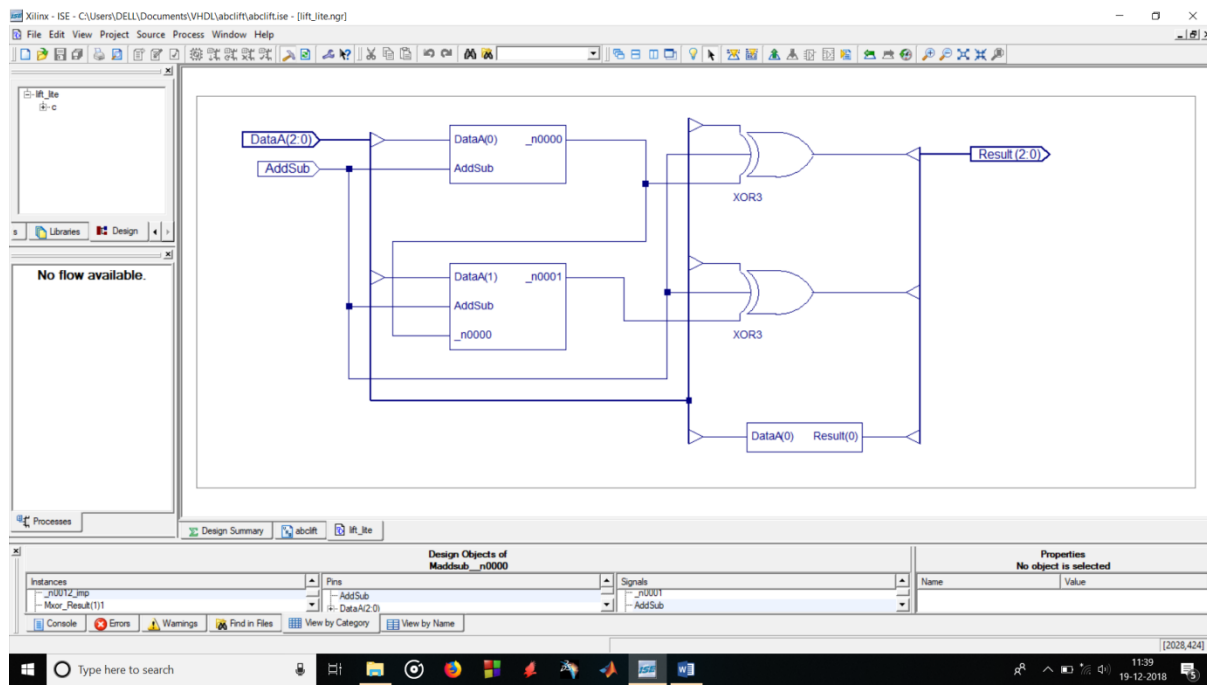 Xilinx - ISE - C:\Users\DELL\Documents\VHDL\abclift\abclift.ise - [lift_lite.ngr]
File Edit View Project Source Process Window Help
lift_lite
c
s Libraries Design
No flow available.
Processes
DataA(2:0)
AddSub
DataA(0) _n0000
AddSub
XOR3
Result (2:0)
DataA(1) _n0001
AddSub
_n0000
XOR3
DataA(0) Result(0)
Design Summary abclift lift_lite
Design Objects of
Maddsub__n0000
Properties
No object is selected
Instances Pins Signals Name Value
_n0012_imp AddSub _n0001
Mxor_Result(1)1 DataA(2:0) AddSub
Console Errors Warnings Find in Files View by Category View by Name
[2028,424]
Type here to search
11:39
19-12-2018
5